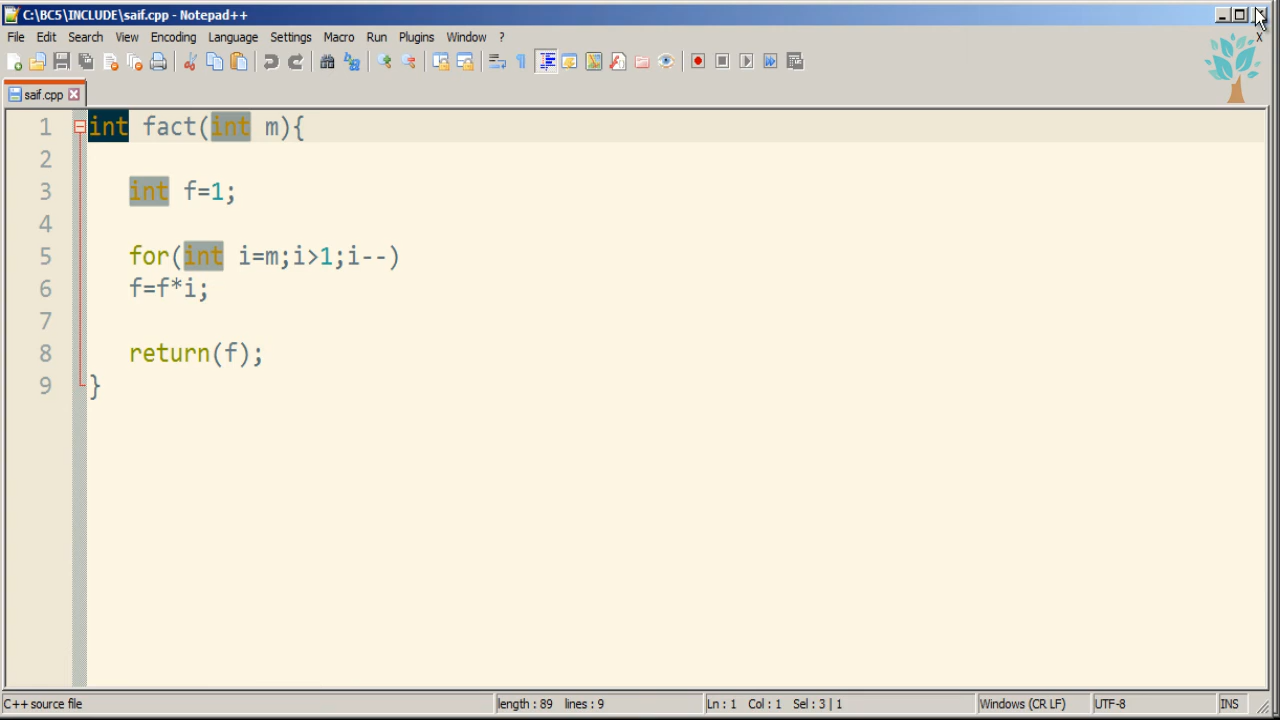 C:\BC5\INCLUDE\saif.cpp - Notepad++
File Edit Search View Encoding Language Settings Macro Run Plugins Window ?
X
saif.cpp
1 int fact(int m){
2
3 int f=1;
4
5 for(int i=m;i>1;i--)
6 f=f*i;
7
8 return(f);
9 }
C++ source file length : 89 lines : 9 Ln : 1 Col : 1 Sel : 3 | 1 Windows (CR LF) UTF-8 INS